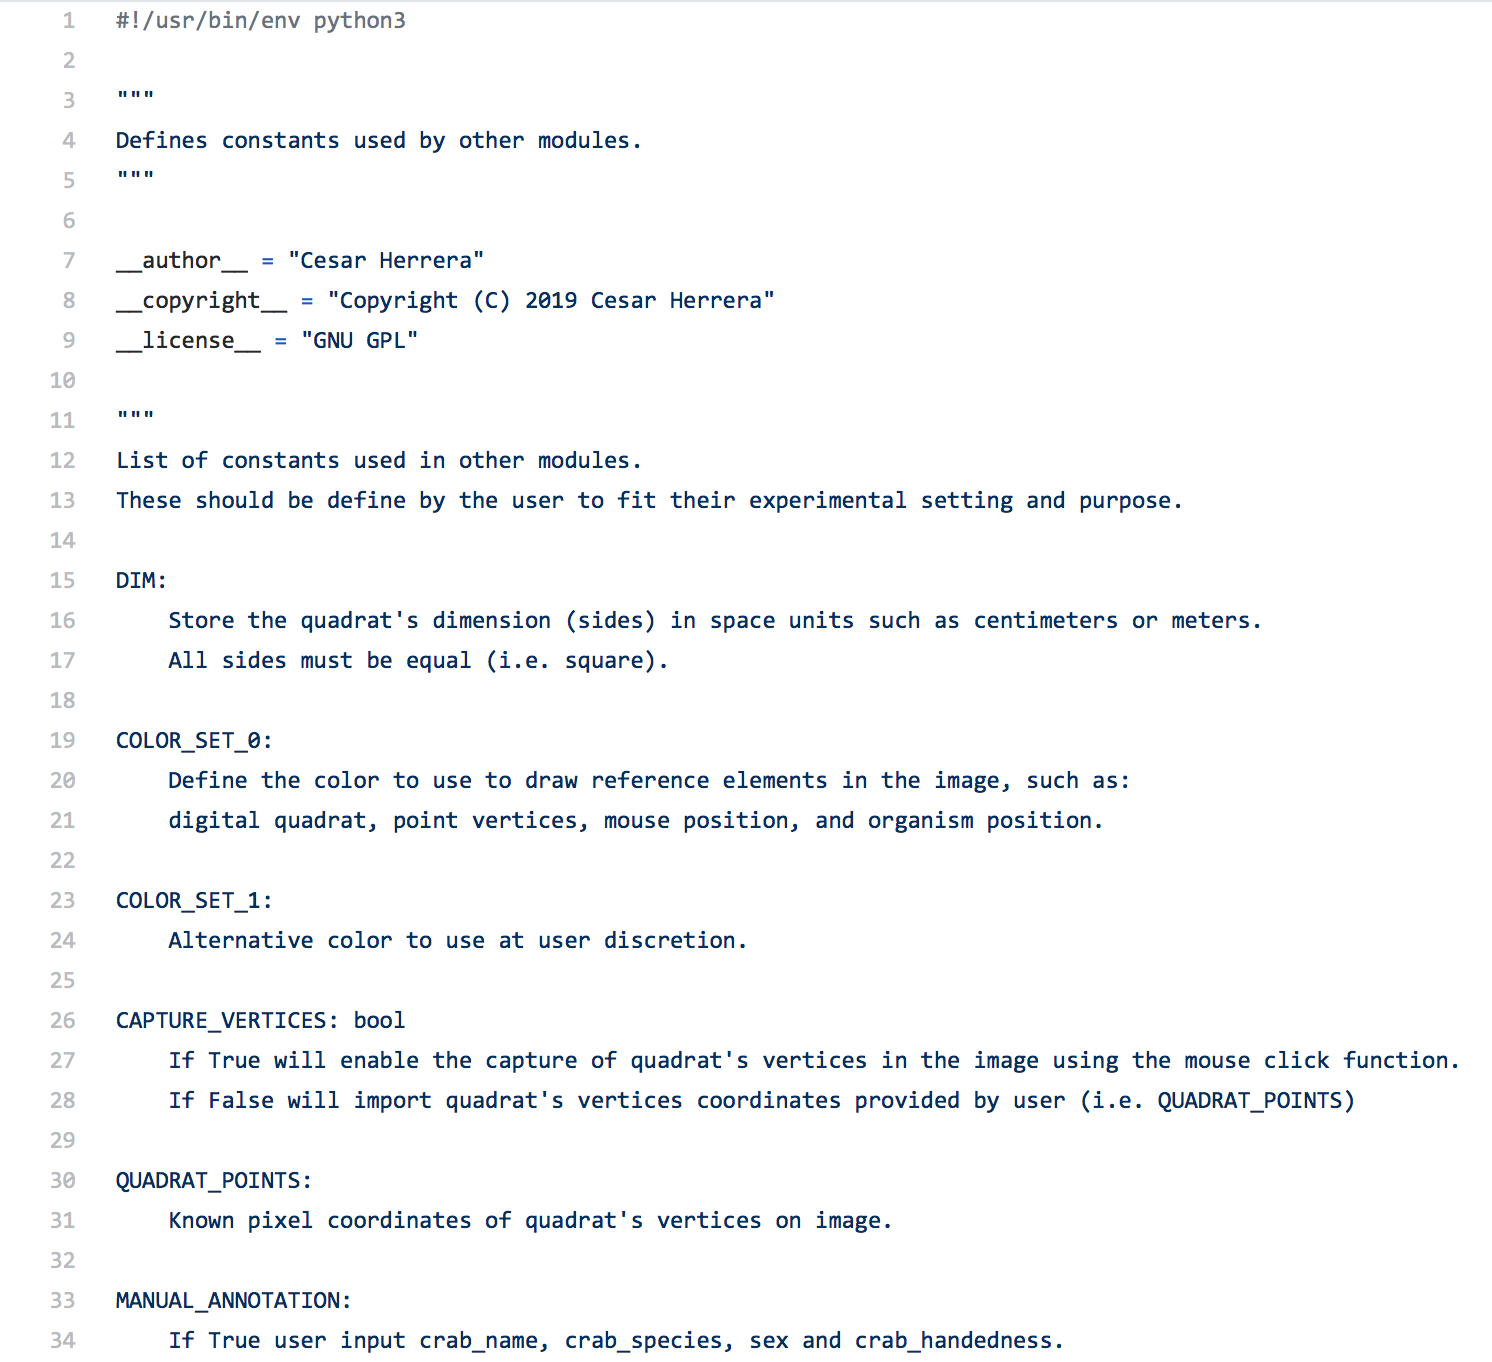 1 #!/usr/bin/env python3
2
3 """
4 Defines constants used by other modules.
5 """
6
7 __author__ = "Cesar Herrera"
8 __copyright__ = "Copyright (C) 2019 Cesar Herrera"
9 __license__ = "GNU GPL"
10
11 """
12 List of constants used in other modules.
13 These should be define by the user to fit their experimental setting and purpose.
14
15 DIM:
16     Store the quadrat's dimension (sides) in space units such as centimeters or meters.
17     All sides must be equal (i.e. square).
18
19 COLOR_SET_0:
20     Define the color to use to draw reference elements in the image, such as:
21     digital quadrat, point vertices, mouse position, and organism position.
22
23 COLOR_SET_1:
24     Alternative color to use at user discretion.
25
26 CAPTURE_VERTICES: bool
27     If True will enable the capture of quadrat's vertices in the image using the mouse click function.
28     If False will import quadrat's vertices coordinates provided by user (i.e. QUADRAT_POINTS)
29
30 QUADRAT_POINTS:
31     Known pixel coordinates of quadrat's vertices on image.
32
33 MANUAL_ANNOTATION:
34     If True user input crab_name, crab_species, sex and crab_handedness.